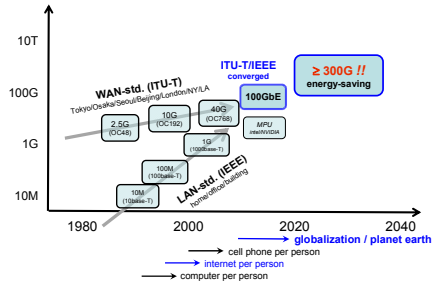 10T
100G
1G
10M
WAN-std. (ITU-T)
Tokyo/Osaka/Seoul/Beijing/London/NY/LA
2.5G
(OC48)
10G
(OC192)
40G
(OC768)
ITU-T/IEEE
converged
100GbE
≥ 300G !!
energy-saving
MPU
intel/NVIDIA
1G
(1000base-T)
100M
(100base-T)
10M
(10base-T)
LAN-std. (IEEE)
home/office/building
1980
2000
2020
2040
globalization / planet earth
cell phone per person
internet per person
computer per person